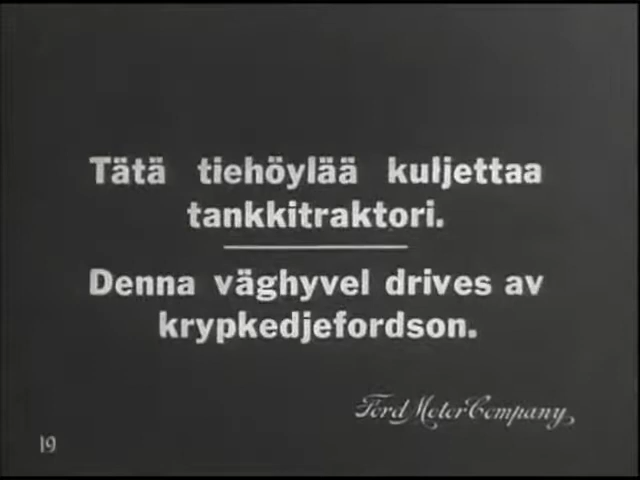 Tätä tiehöylää kuljettaa
tankkitraktori.
Denna väghyvel drives av
krypkedjefordson.
Ford Motor Company
19